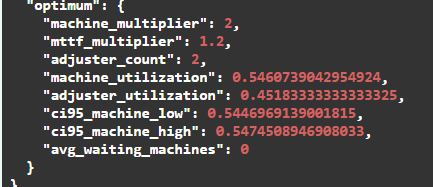 "optimum": {
"machine_multiplier": 2,
"mttf_multiplier": 1.2,
"adjuster_count": 2,
"machine_utilization": 0.5460739042954924,
"adjuster_utilization": 0.45183333333333325,
"ci95_machine_low": 0.5446969139001815,
"ci95_machine_high": 0.5474508946908033,
"avg_waiting_machines": 0
}
}